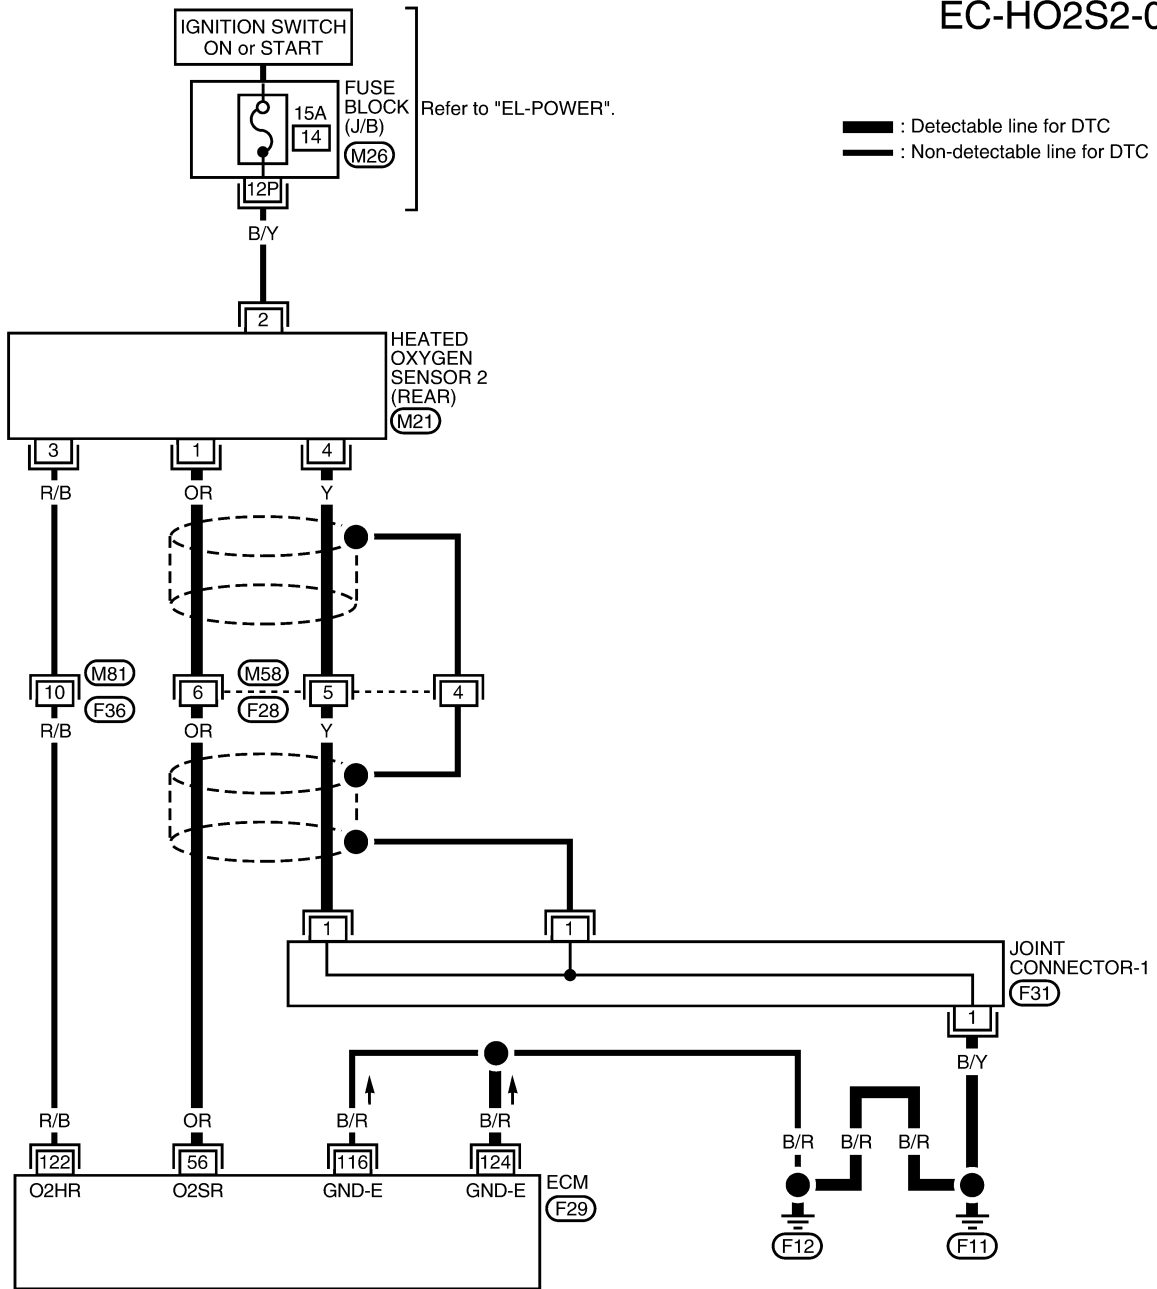 EC-HO2S2-0
IGNITION SWITCH
ON or START
FUSE
BLOCK
(J/B)
M26
15A
14
Refer to "EL-POWER".
: Detectable line for DTC
: Non-detectable line for DTC
12P
B/Y
2
HEATED
OXYGEN
SENSOR 2
(REAR)
M21
3
1
4
R/B
OR
Y
M81
M58
10
6
5
4
F36
F28
R/B
OR
Y
1
1
JOINT
CONNECTOR-1
F31
1
B/Y
R/B
OR
B/R
B/R
B/R
B/R
B/R
122
56
116
124
O2HR
O2SR
GND-E
GND-E
ECM
F29
F12
F11